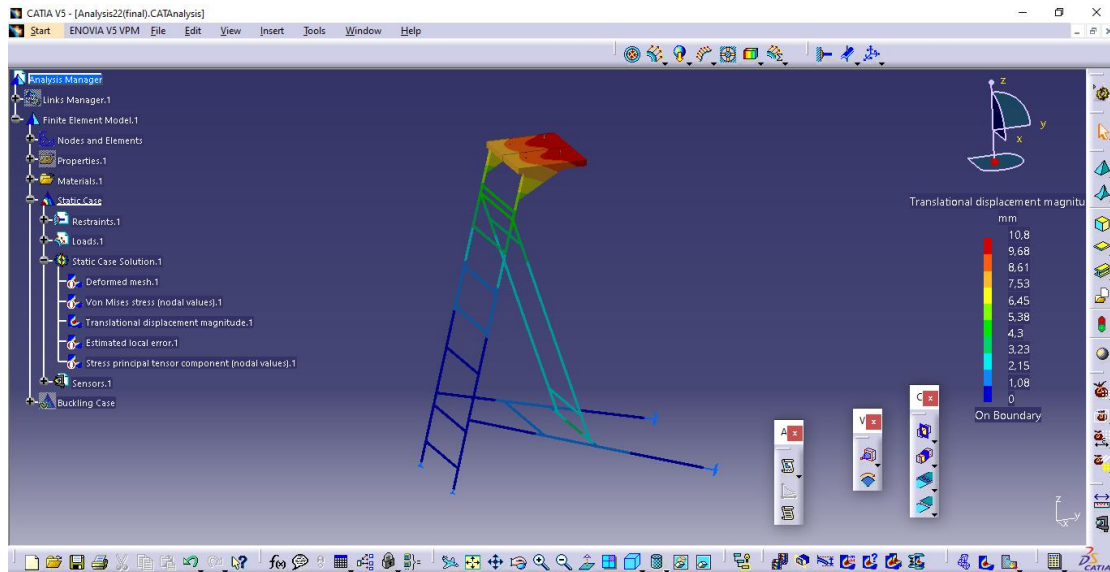 CATIA V5 - [Analysis22(final).CATAnalysis]
Start ENOVIA V5 VPM File Edit View Insert Tools Window Help
Analysis Manager
Links Manager.1
Finite Element Model.1
Nodes and Elements
Properties.1
Materials.1
Static Case
Restraints.1
Loads.1
Static Case Solution.1
Deformed mesh.1
Von Mises stress (nodal values).1
Translational displacement magnitude.1
Estimated local error.1
Stress principal tensor component (nodal values).1
Sensors.1
Buckling Case
z
y
x
Translational displacement magnitu
mm
10,8
9,68
8,61
7,53
6,45
5,38
4,3
3,23
2,15
1,08
0
On Boundary
A x
V x
C x
z
y
x
f(x)
CATIA